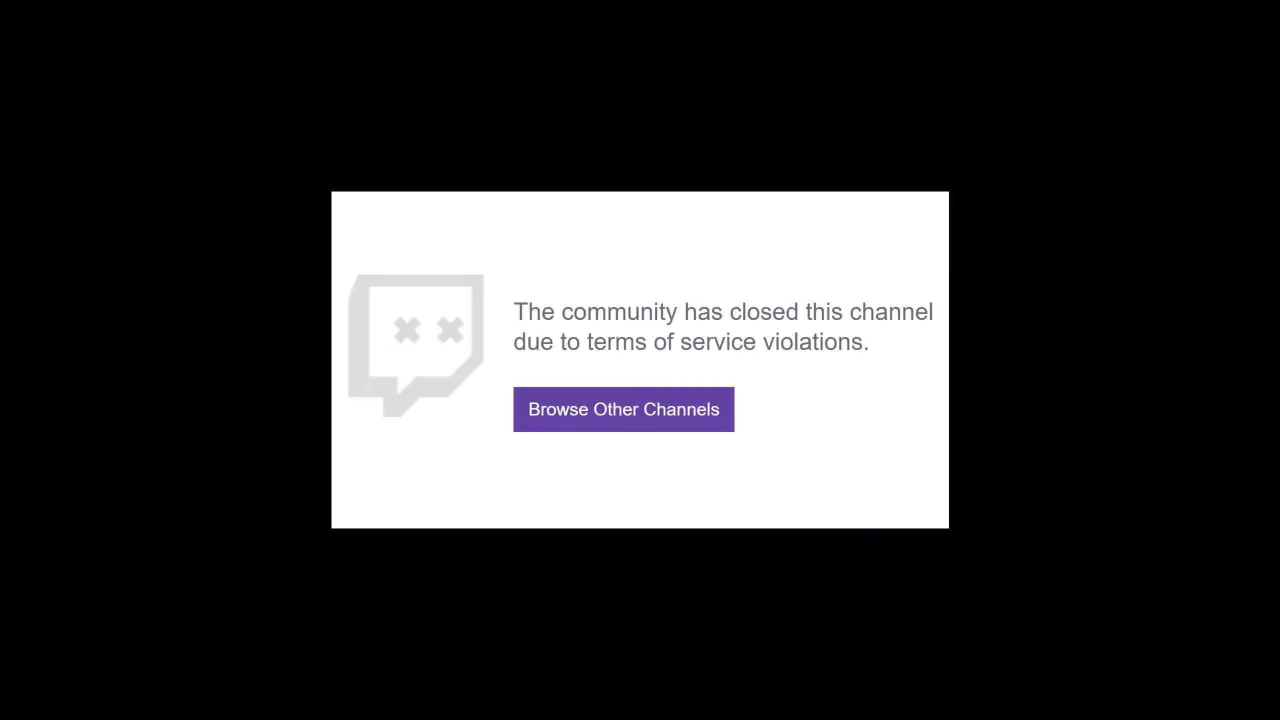 The community has closed this channel
due to terms of service violations.
Browse Other Channels